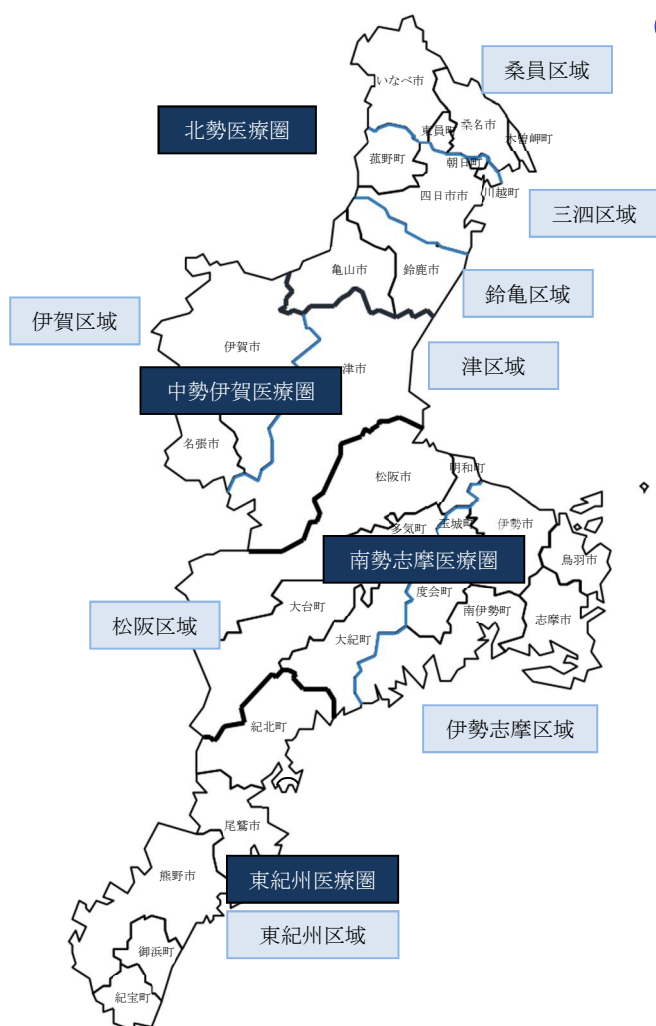 桑員区域
いなべ市
北勢医療圏
東員町
桑名市
木曽岬町
菰野町
朝日町
川越町
四日市市
三泗区域
亀山市
鈴鹿市
鈴亀区域
伊賀区域
伊賀市
津市
津区域
中勢伊賀医療圏
名張市
松阪市
明和町
多気町
玉城町
伊勢市
鳥羽市
南勢志摩医療圏
度会町
大台町
南伊勢町
志摩市
松阪区域
大紀町
伊勢志摩区域
紀北町
尾鷲市
熊野市
東紀州医療圏
東紀州区域
御浜町
紀宝町